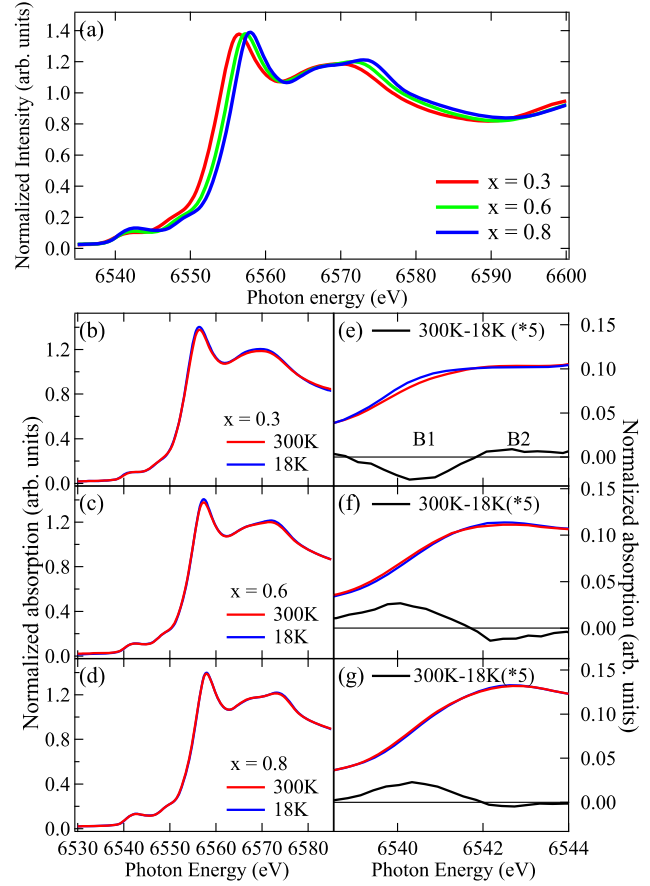 (a)
Normalized Intensity (arb. units)
1.4
1.2
1.0
0.8
0.6
0.4
0.2
0.0
x = 0.3
x = 0.6
x = 0.8
6540 6550 6560 6570 6580 6590 6600
Photon energy (eV)
Normalized absorption (arb. units)
(b)
1.2
0.8
0.4
0.0
x = 0.3
300K
18K
(e)
300K-18K (*5)
B1 B2
0.15
0.10
0.05
0.00
(c)
1.2
0.8
0.4
0.0
x = 0.6
300K
18K
(f)
300K-18K(*5)
0.15
0.10
0.05
0.00
(d)
1.2
0.8
0.4
0.0
x = 0.8
300K
18K
(g)
300K-18K(*5)
0.15
0.10
0.05
0.00
Normalized absorption (arb. units)
6530 6540 6550 6560 6570 6580
Photon Energy (eV)
6540 6542 6544
Photon Energy (eV)